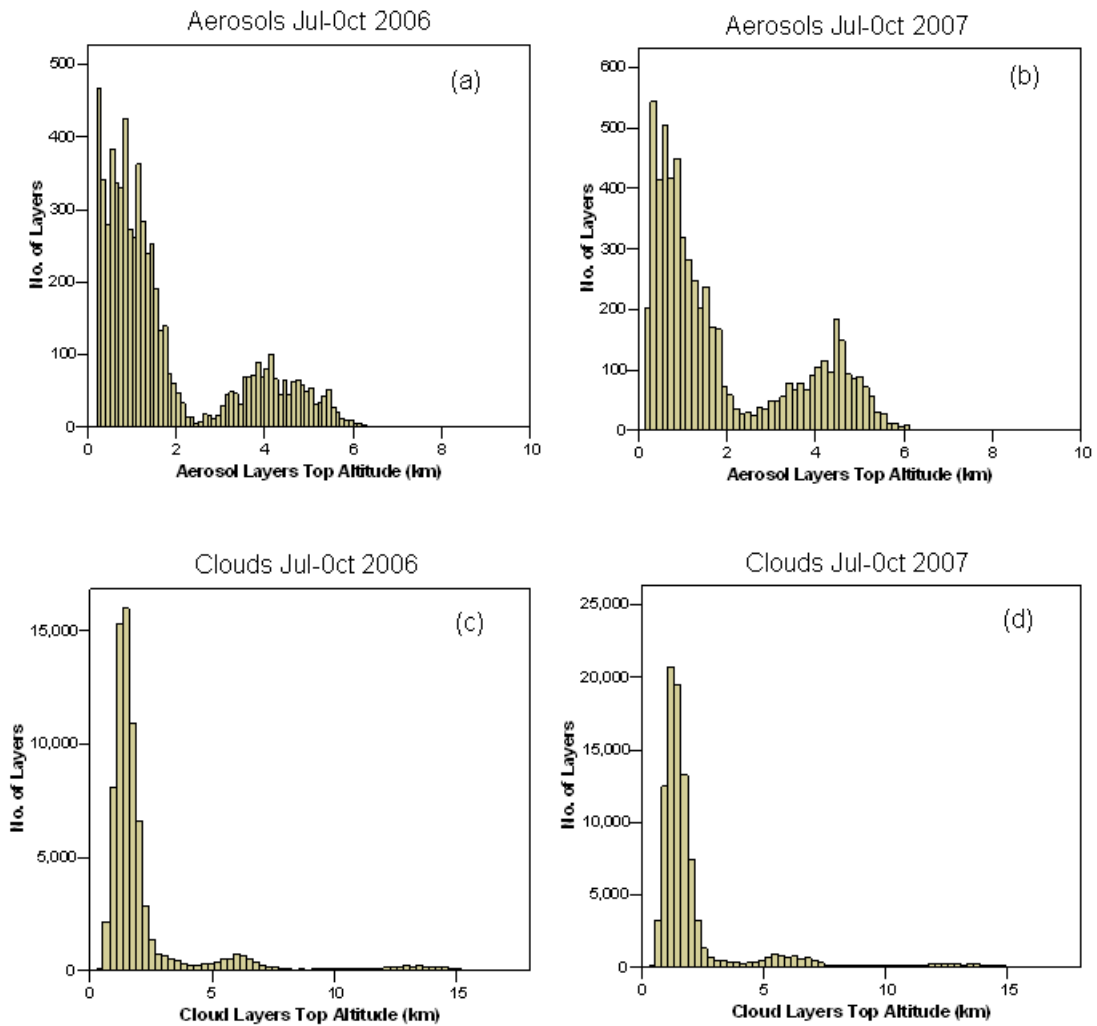 Aerosols Jul-Oct 2006
(a)
No. of Layers
500
400
300
200
100
0
0 2 4 6 8 10
Aerosol Layers Top Altitude (km)
Aerosols Jul-Oct 2007
(b)
No. of Layers
600
500
400
300
200
100
0
0 2 4 6 8 10
Aerosol Layers Top Altitude (km)
Clouds Jul-Oct 2006
(c)
No. of Layers
15,000
10,000
5,000
0
0 5 10 15
Cloud Layers Top Altitude (km)
Clouds Jul-Oct 2007
(d)
No. of Layers
25,000
20,000
15,000
10,000
5,000
0
0 5 10 15
Cloud Layers Top Altitude (km)